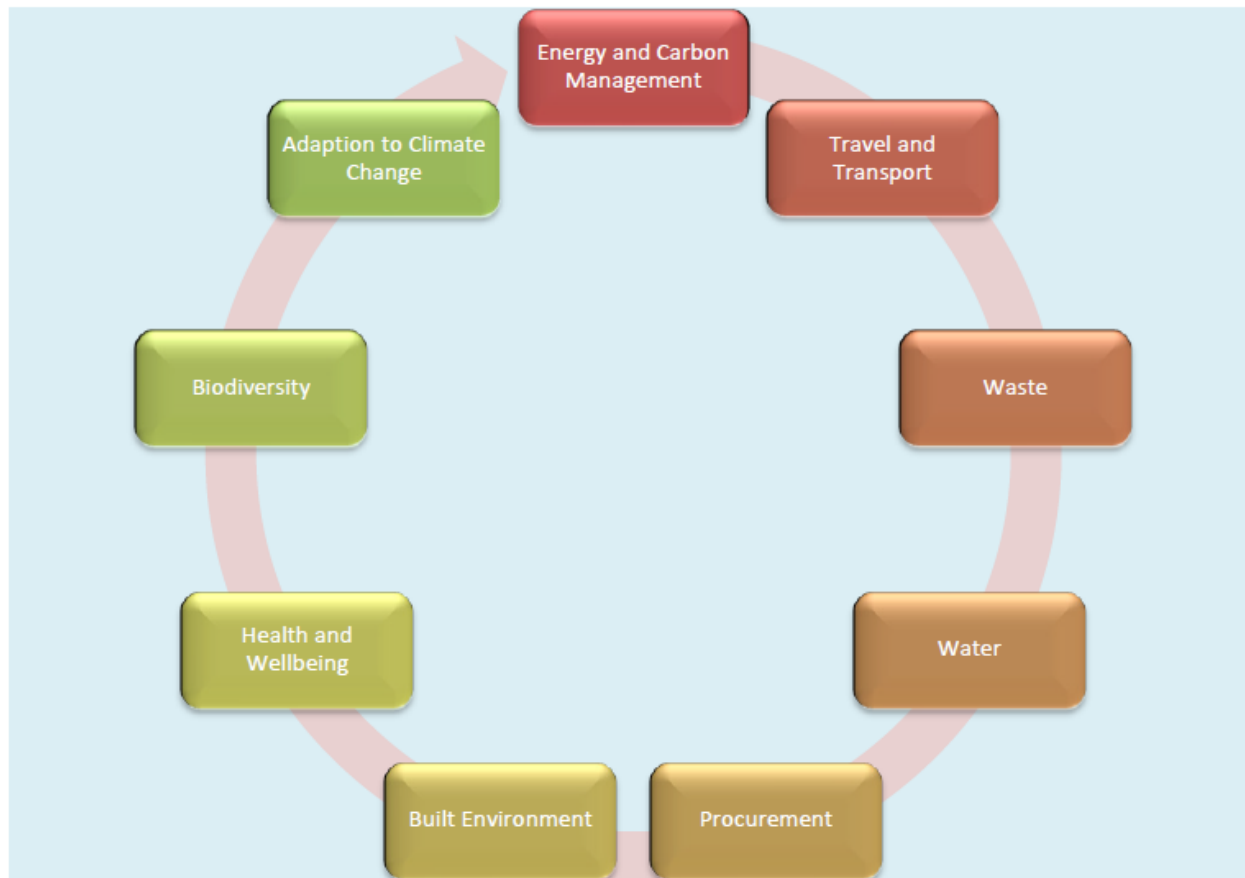 Energy and Carbon
Management
Travel and
Transport
Waste
Water
Procurement
Built Environment
Health and
Wellbeing
Biodiversity
Adaption to Climate
Change